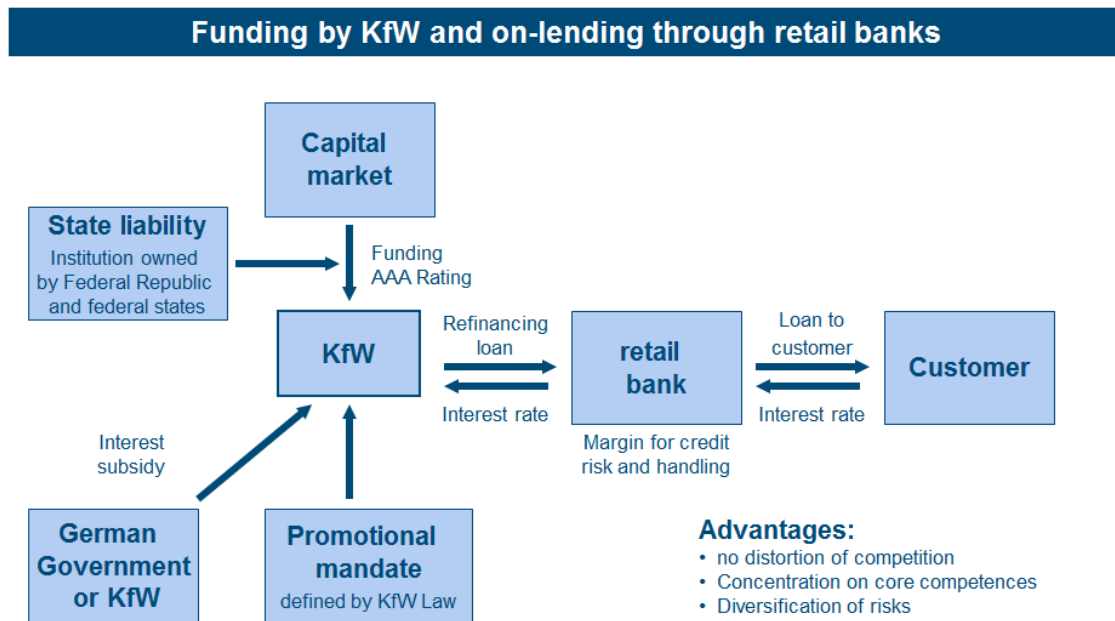 Funding by KfW and on-lending through retail banks
Capital
market
State liability
Institution owned
by Federal Republic
and federal states
Funding
AAA Rating
KfW
Refinancing
loan
Interest rate
retail
bank
Margin for credit
risk and handling
Loan to
customer
Interest rate
Customer
Interest
subsidy
German
Government
or KfW
Promotional
mandate
defined by KfW Law
Advantages:
• no distortion of competition
• Concentration on core competences
• Diversification of risks